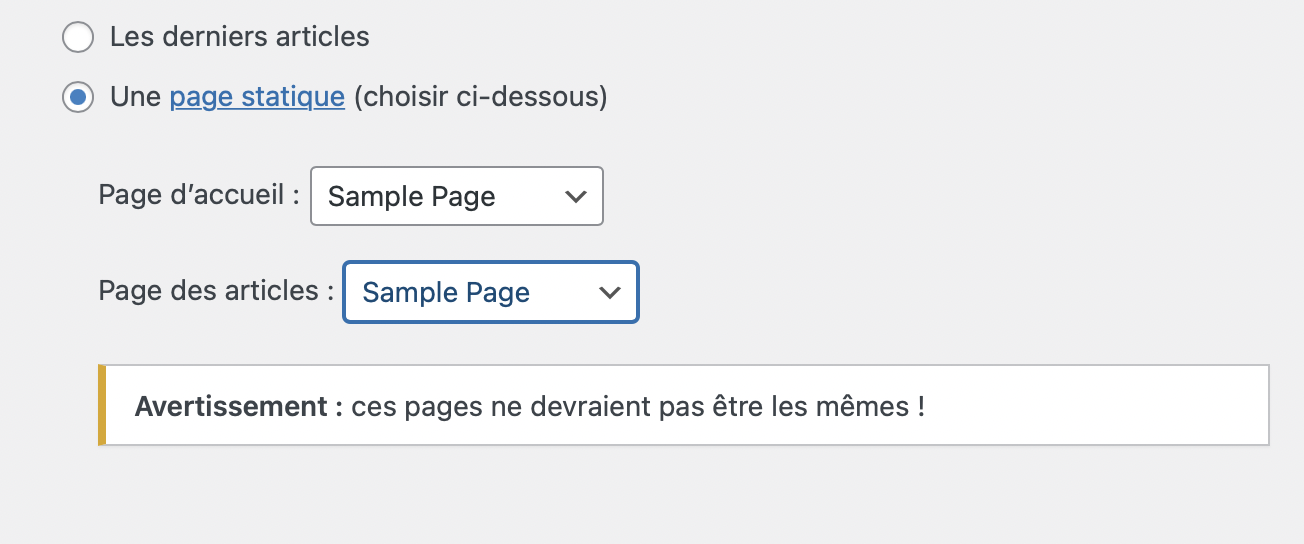 Les derniers articles
Une page statique (choisir ci-dessous)
Page d’accueil : Sample Page
Page des articles : Sample Page
Avertissement : ces pages ne devraient pas être les mêmes !